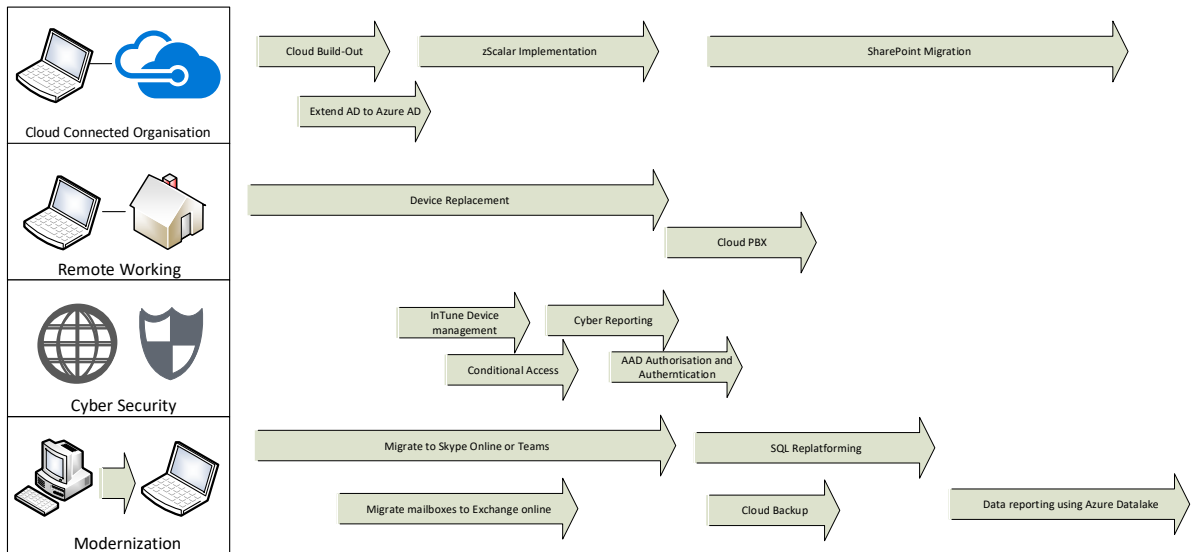 Cloud Build-Out
zScalar Implementation
SharePoint Migration
Extend AD to Azure AD
Cloud Connected Organisation
Device Replacement
Cloud PBX
Remote Working
InTune Device
management
Cyber Reporting
Conditional Access
AAD Authorisation and
Autherntication
Cyber Security
Migrate to Skype Online or Teams
SQL Replatforming
Migrate mailboxes to Exchange online
Cloud Backup
Data reporting using Azure Datalake
Modernization